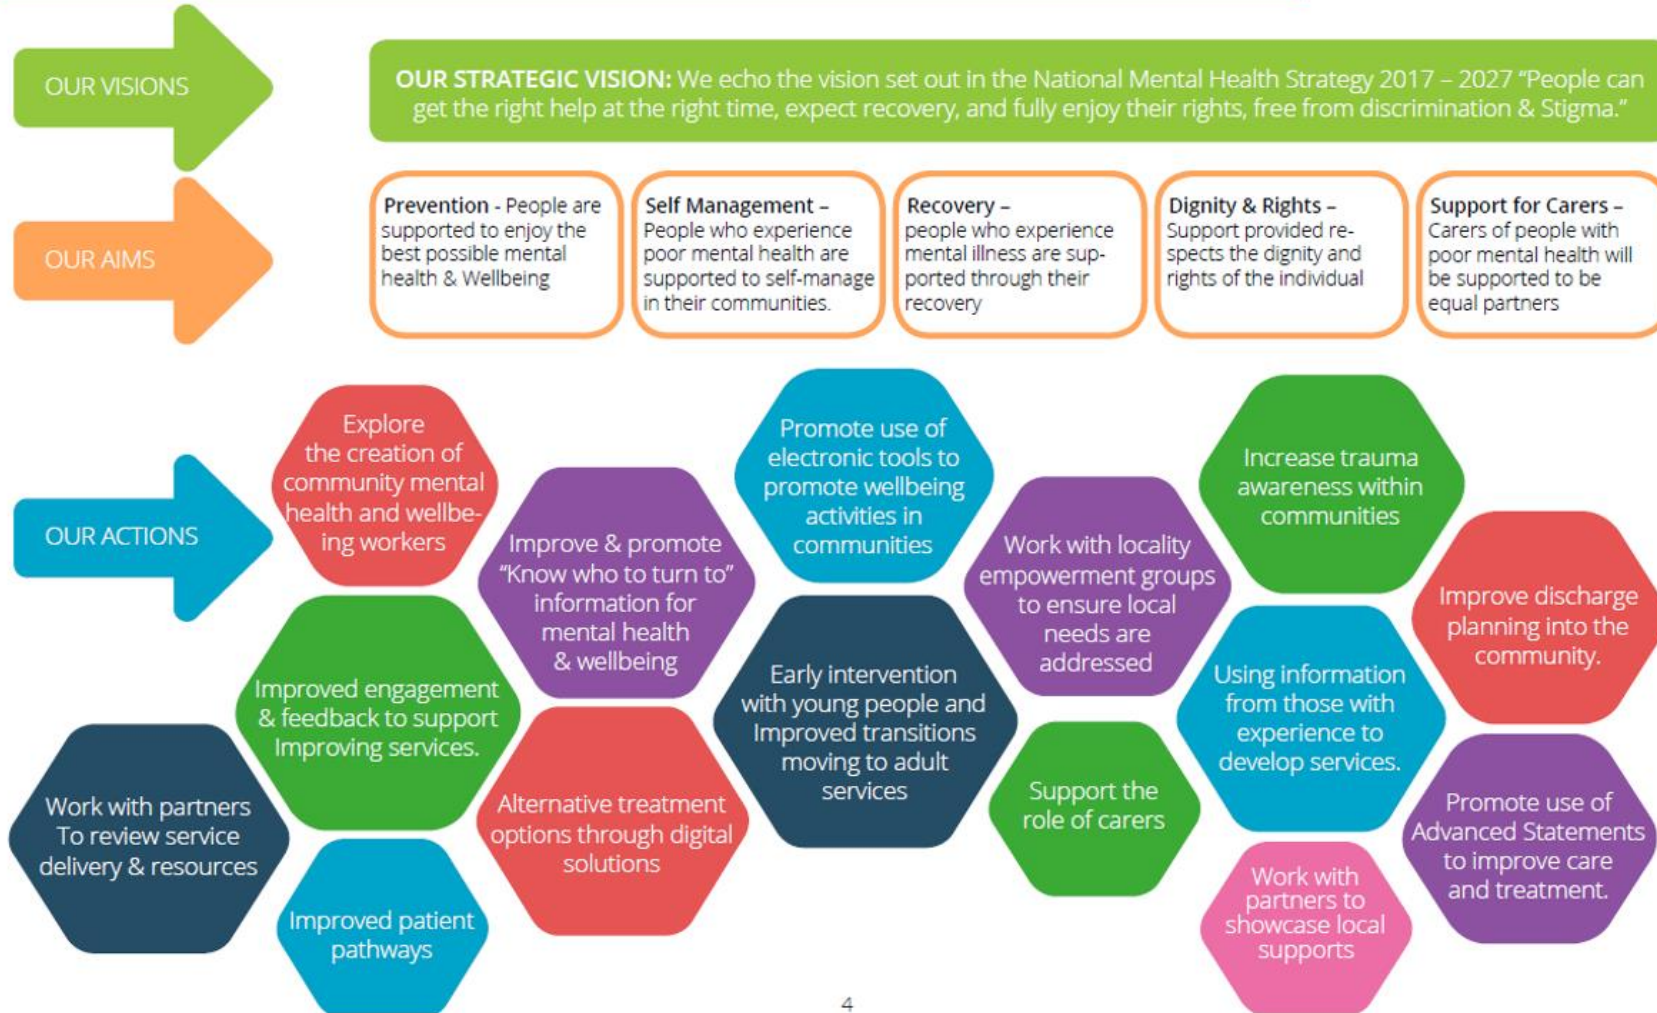 OUR VISIONS
OUR STRATEGIC VISION: We echo the vision set out in the National Mental Health Strategy 2017 – 2027 “People can
get the right help at the right time, expect recovery, and fully enjoy their rights, free from discrimination & Stigma.”
OUR AIMS
Prevention - People are
supported to enjoy the
best possible mental
health & Wellbeing
Self Management –
People who experience
poor mental health are
supported to self-manage
in their communities.
Recovery –
people who experience
mental illness are sup-
ported through their
recovery
Dignity & Rights –
Support provided re-
spects the dignity and
rights of the individual
Support for Carers –
Carers of people with
poor mental health will
be supported to be
equal partners
OUR ACTIONS
Explore
the creation of
community mental
health and wellbe-
ing workers
Improve & promote
“Know who to turn to”
information for
mental health
& wellbeing
Promote use of
electronic tools to
promote wellbeing
activities in
communities
Work with locality
empowerment groups
to ensure local
needs are
addressed
Increase trauma
awareness within
communities
Improve discharge
planning into the
community.
Improved engagement
& feedback to support
Improving services.
Early intervention
with young people and
Improved transitions
moving to adult
services
Using information
from those with
experience to
develop services.
Work with partners
To review service
delivery & resources
Alternative treatment
options through digital
solutions
Support the
role of carers
Promote use of
Advanced Statements
to improve care
and treatment.
Improved patient
pathways
Work with
partners to
showcase local
supports
4